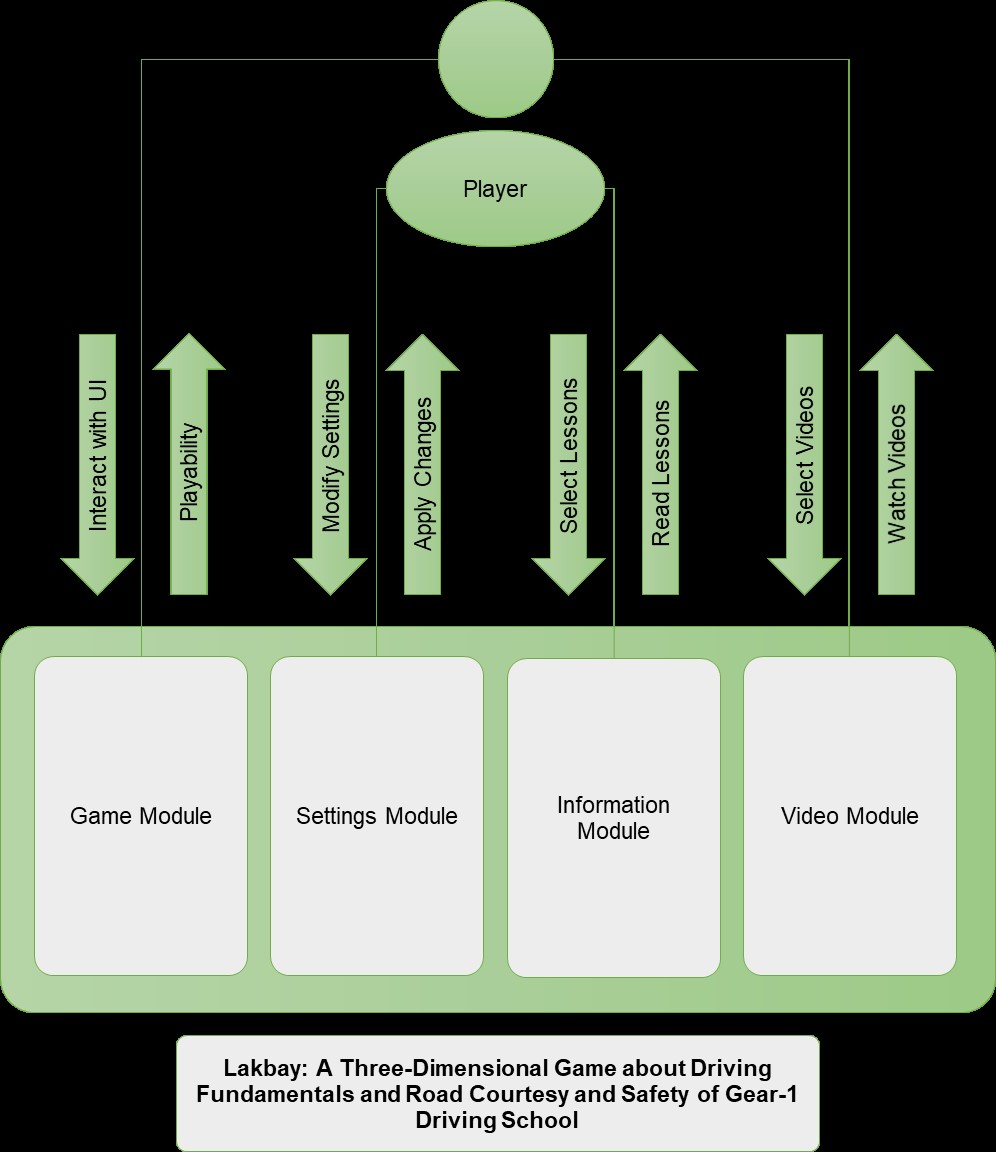 Player
Interact with UI
Playability
Modify Settings
Apply Changes
Select Lessons
Read Lessons
Select Videos
Watch Videos
Game Module
Settings Module
Information
Module
Video Module
Lakbay: A Three-Dimensional Game about Driving
Fundamentals and Road Courtesy and Safety of Gear-1
Driving School